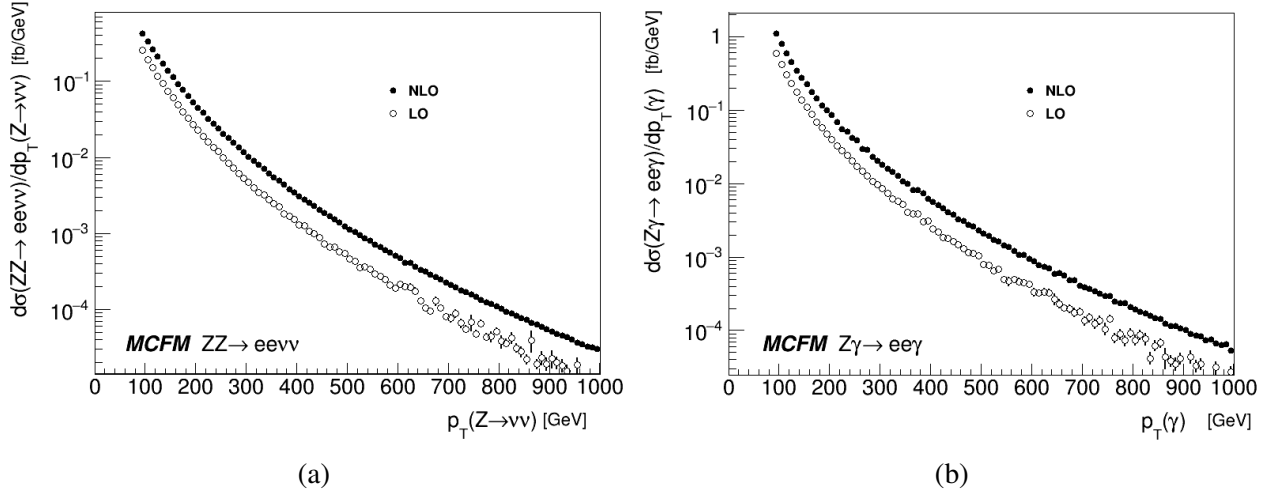 dσ(ZZ→ eeνν)/dp_T(Z→νν) [fb/GeV]
10⁻¹
10⁻²
10⁻³
10⁻⁴
NLO
LO
MCFM ZZ→ eeνν
0 100 200 300 400 500 600 700 800 900 1000
p_T(Z→νν) [GeV]
(a)
dσ(Zγ→ eeγ)/dp_T(γ) [fb/GeV]
1
10⁻¹
10⁻²
10⁻³
10⁻⁴
NLO
LO
MCFM Zγ→ eeγ
0 100 200 300 400 500 600 700 800 900 1000
p_T(γ) [GeV]
(b)